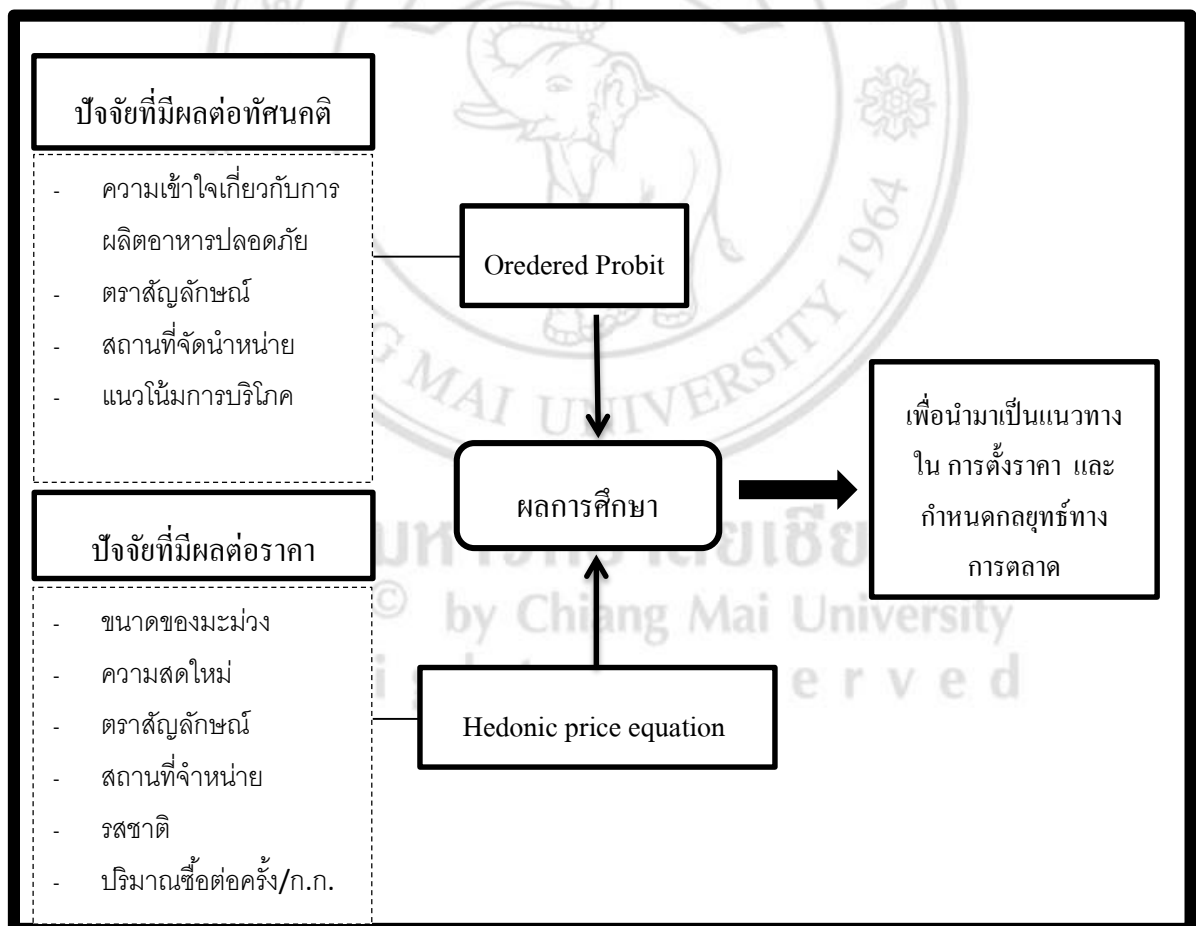 ปัจจัยที่มีผลต่อทัศนคติ
- ความเข้าใจเกี่ยวกับการ
ผลิตอาหารปลอดภัย
- ตราสัญลักษณ์
- สถานที่จัดนำหน่าย
- แนวโน้มการบริโภค
Oredered Probit
ปัจจัยที่มีผลต่อราคา
- ขนาดของมะม่วง
- ความสดใหม่
- ตราสัญลักษณ์
- สถานที่จำหน่าย
- รสชาติ
- ปริมาณซื้อต่อครั้ง/ก.ก.
Hedonic price equation
ผลการศึกษา
เพื่อนำมาเป็นแนวทาง
ใน การตั้งราคา และ
กำหนดกลยุทธ์ทาง
การตลาด
MAI UNIVERSITY 1964
© by Chiang Mai University
e r v e d